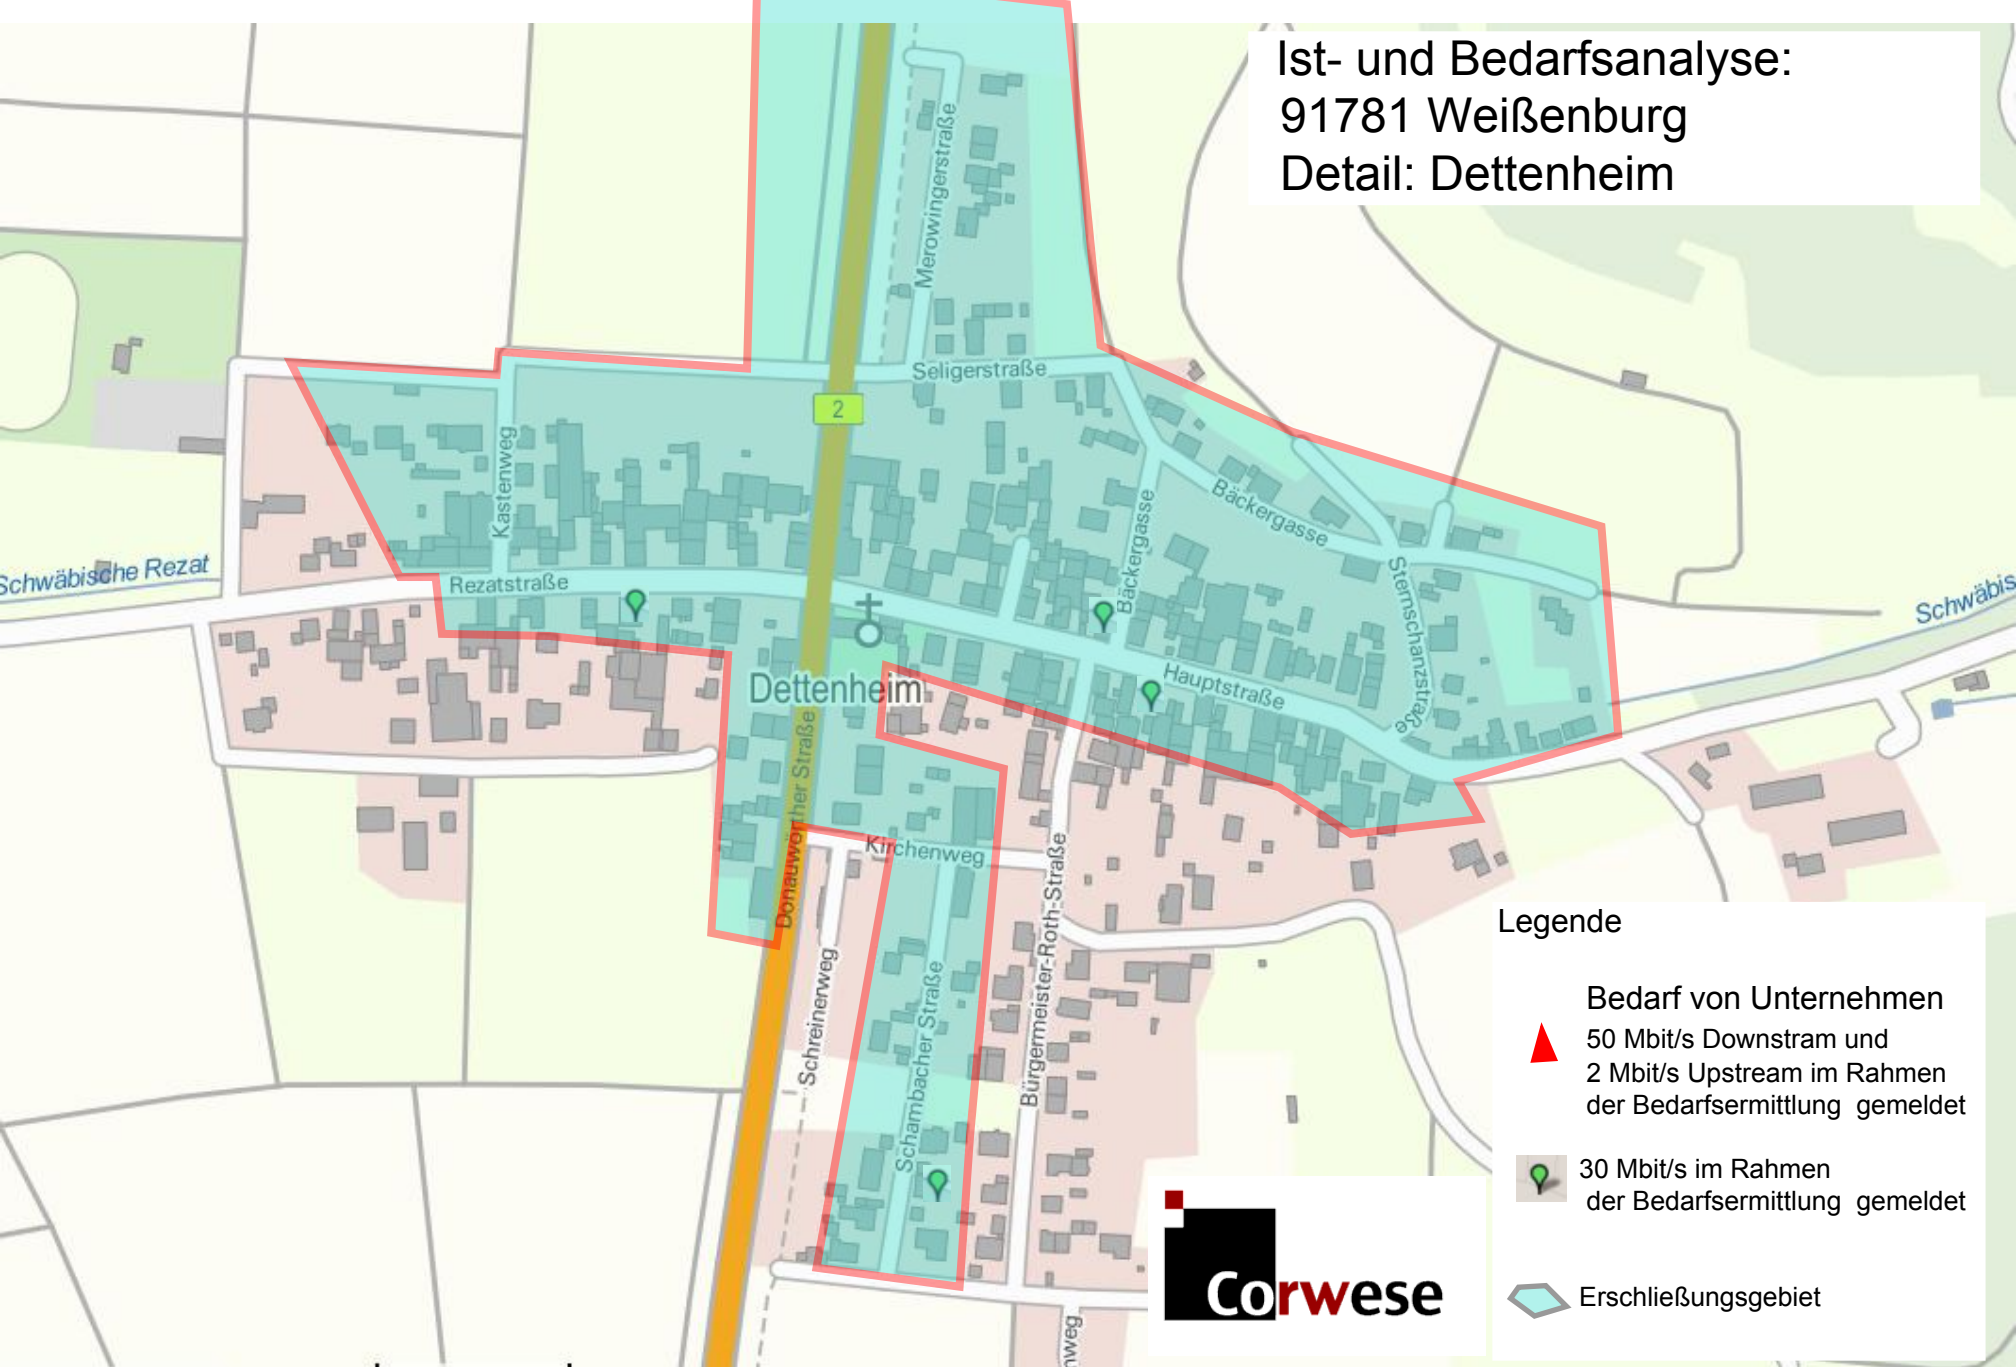 Ist- und Bedarfsanalyse:
91781 Weißenburg
Detail: Dettenheim
Merowingerstraße
Seligerstraße
2
Kastenweg
Bäckergasse
Bäckergasse
Sternschanzstraße
Schwäbische Rezat
Rezatstraße
Schwäbis
Hauptstraße
Dettenheim
Donauwörther Straße
Kirchenweg
Schreinerweg
Schambacher Straße
Bürgermeister-Roth-Straße
nweg
Legende
Bedarf von Unternehmen
50 Mbit/s Downstram und
2 Mbit/s Upstream im Rahmen
der Bedarfsermittlung gemeldet
30 Mbit/s im Rahmen
der Bedarfsermittlung gemeldet
Erschließungsgebiet
Corwese